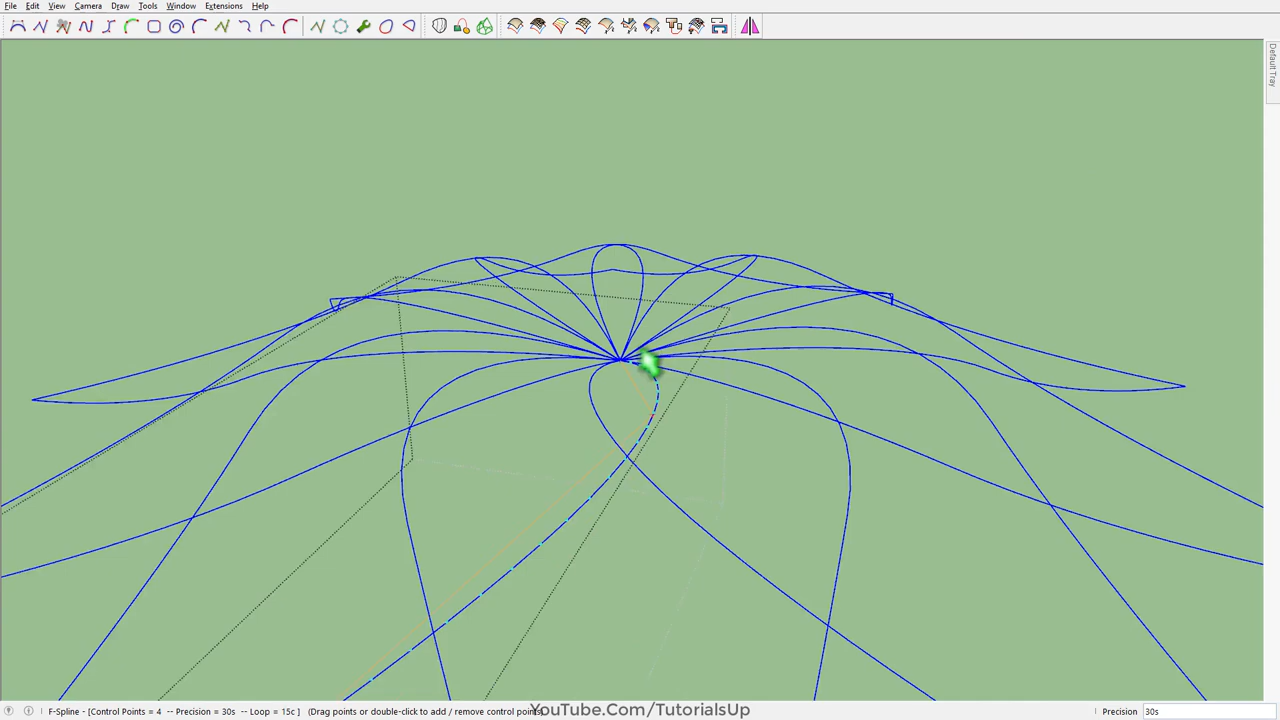 File Edit View Camera Draw Tools Window Extensions Help
Default Tray
F-Spline - [Control Points = 4 -- Precision = 30s -- Loop = 15c ] (Drag points or double-click to add / remove control points)
YouTube.Com/TutorialsUp
Precision 30s